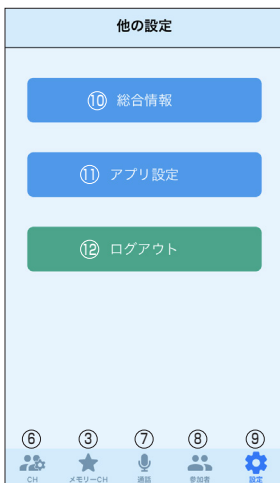 他の設定
⑩ 総合情報
⑪ アプリ設定
⑫ ログアウト
⑥ ③ ⑦ ⑧ ⑨
CH メモリーCH 通話 参加者 設定